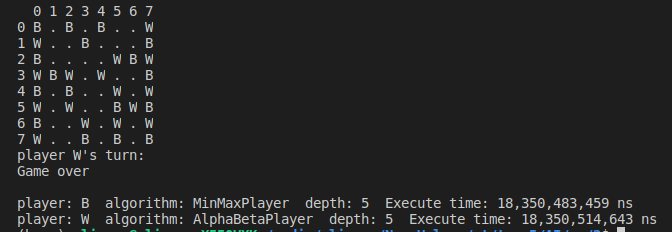 0 1 2 3 4 5 6 7
0 B . B . B . . W
1 W . . B . . . B
2 B . . . . W B W
3 W B W . W . . B
4 B . B . . W . W
5 W . W . . B W B
6 B . . W . W . W
7 W . . B . B . B
player W's turn:
Game over
player: B algorithm: MinMaxPlayer depth: 5 Execute time: 18,350,483,459 ns
player: W algorithm: AlphaBetaPlayer depth: 5 Execute time: 18,350,514,643 ns